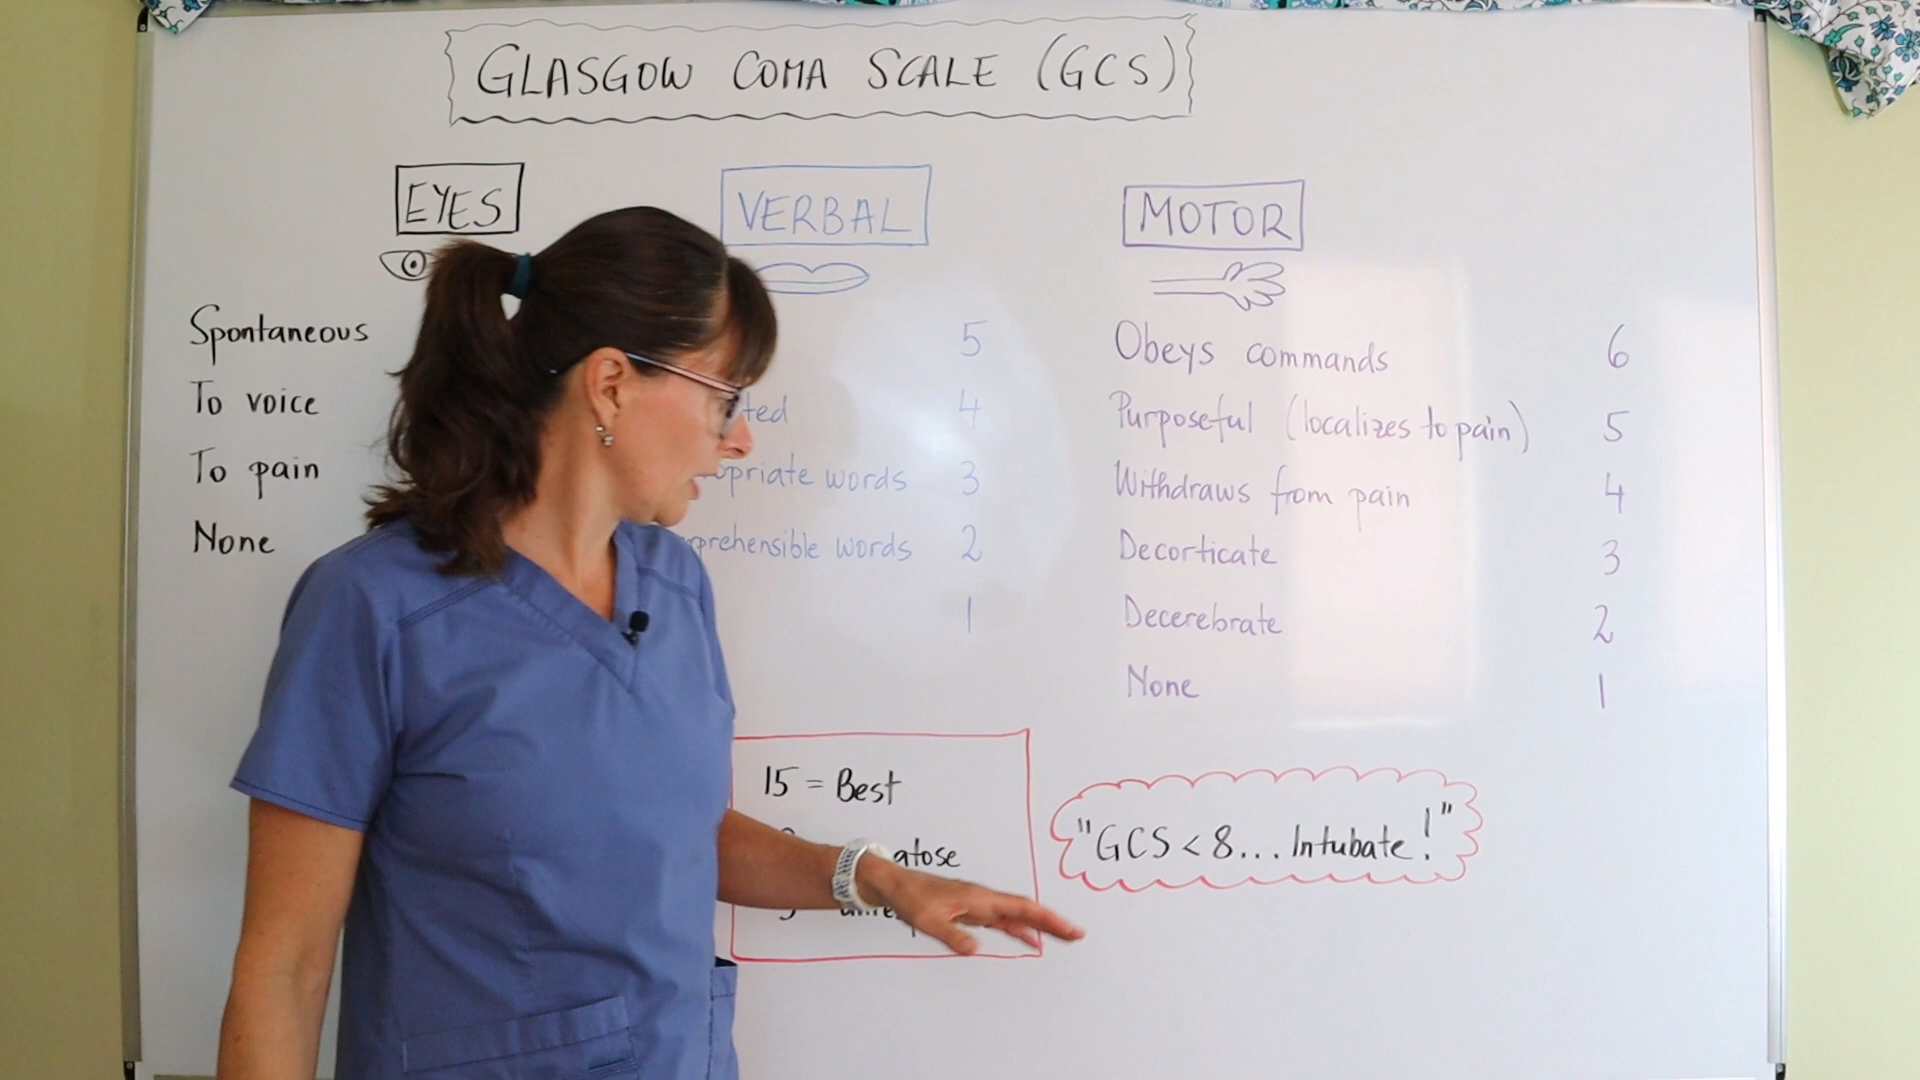 GLASGOW COMA SCALE (GCS)
EYES
Spontaneous
To voice
To pain
None
VERBAL
5
4
words 3
words 2
1
MOTOR
Obeys commands 6
Purposeful (localizes to pain) 5
Withdraws from pain 4
Decorticate 3
Decerebrate 2
None 1
15 = Best
"GCS < 8... Intubate!"